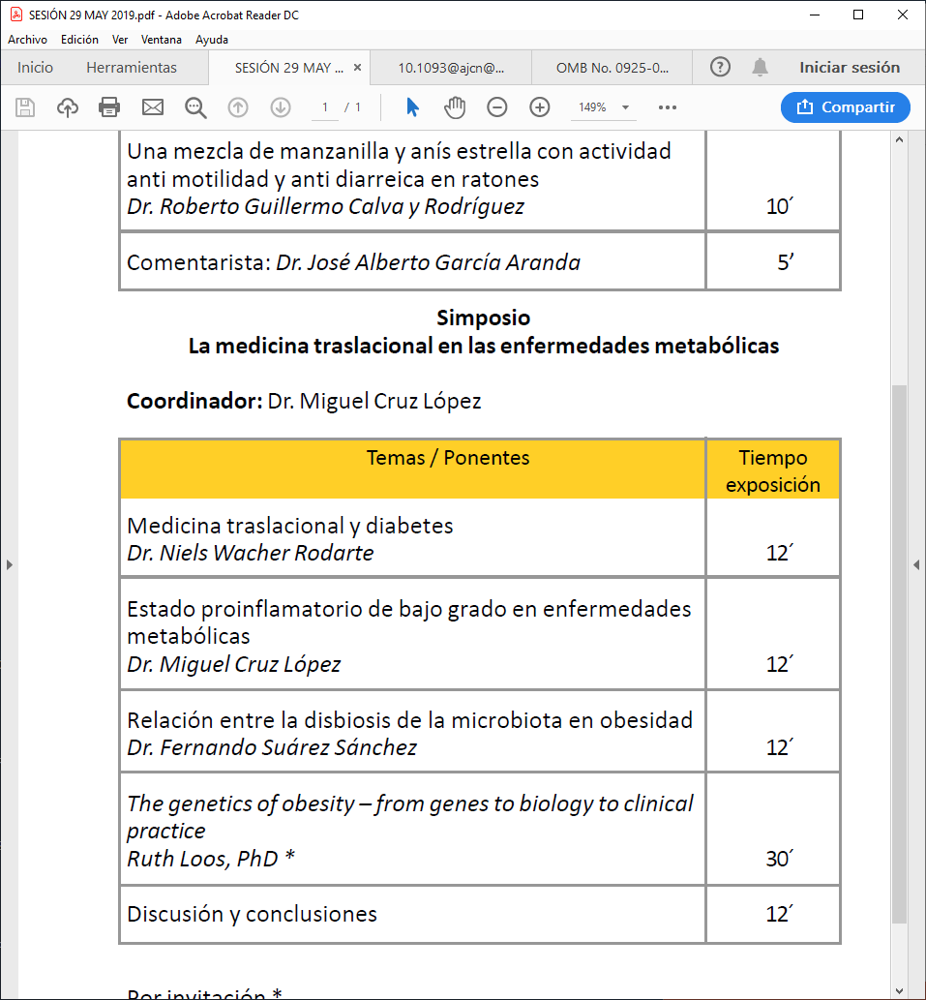 SESIÓN 29 MAY 2019.pdf - Adobe Acrobat Reader DC
Archivo Edición Ver Ventana Ayuda
Inicio Herramientas SESIÓN 29 MAY ... × 10.1093@ajcn@... OMB No. 0925-0... ? Iniciar sesión
1 / 1 149% Compartir
Una mezcla de manzanilla y anís estrella con actividad
anti motilidad y anti diarreica en ratones
Dr. Roberto Guillermo Calva y Rodríguez 10´
Comentarista: Dr. José Alberto García Aranda 5’
Simposio
La medicina traslacional en las enfermedades metabólicas
Coordinador: Dr. Miguel Cruz López
Temas / Ponentes Tiempo
exposición
Medicina traslacional y diabetes
Dr. Niels Wacher Rodarte 12´
Estado proinflamatorio de bajo grado en enfermedades
metabólicas
Dr. Miguel Cruz López 12´
Relación entre la disbiosis de la microbiota en obesidad
Dr. Fernando Suárez Sánchez 12´
The genetics of obesity – from genes to biology to clinical
practice
Ruth Loos, PhD * 30´
Discusión y conclusiones 12´
Por invitación *